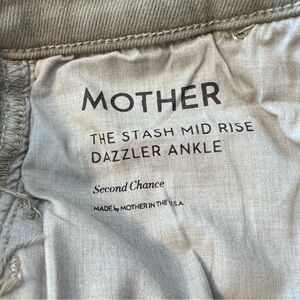 MOTHER
THE STASH MID RISE
DAZZLER ANKLE
Second Chance
MADE by MOTHER IN THE U.S.A.